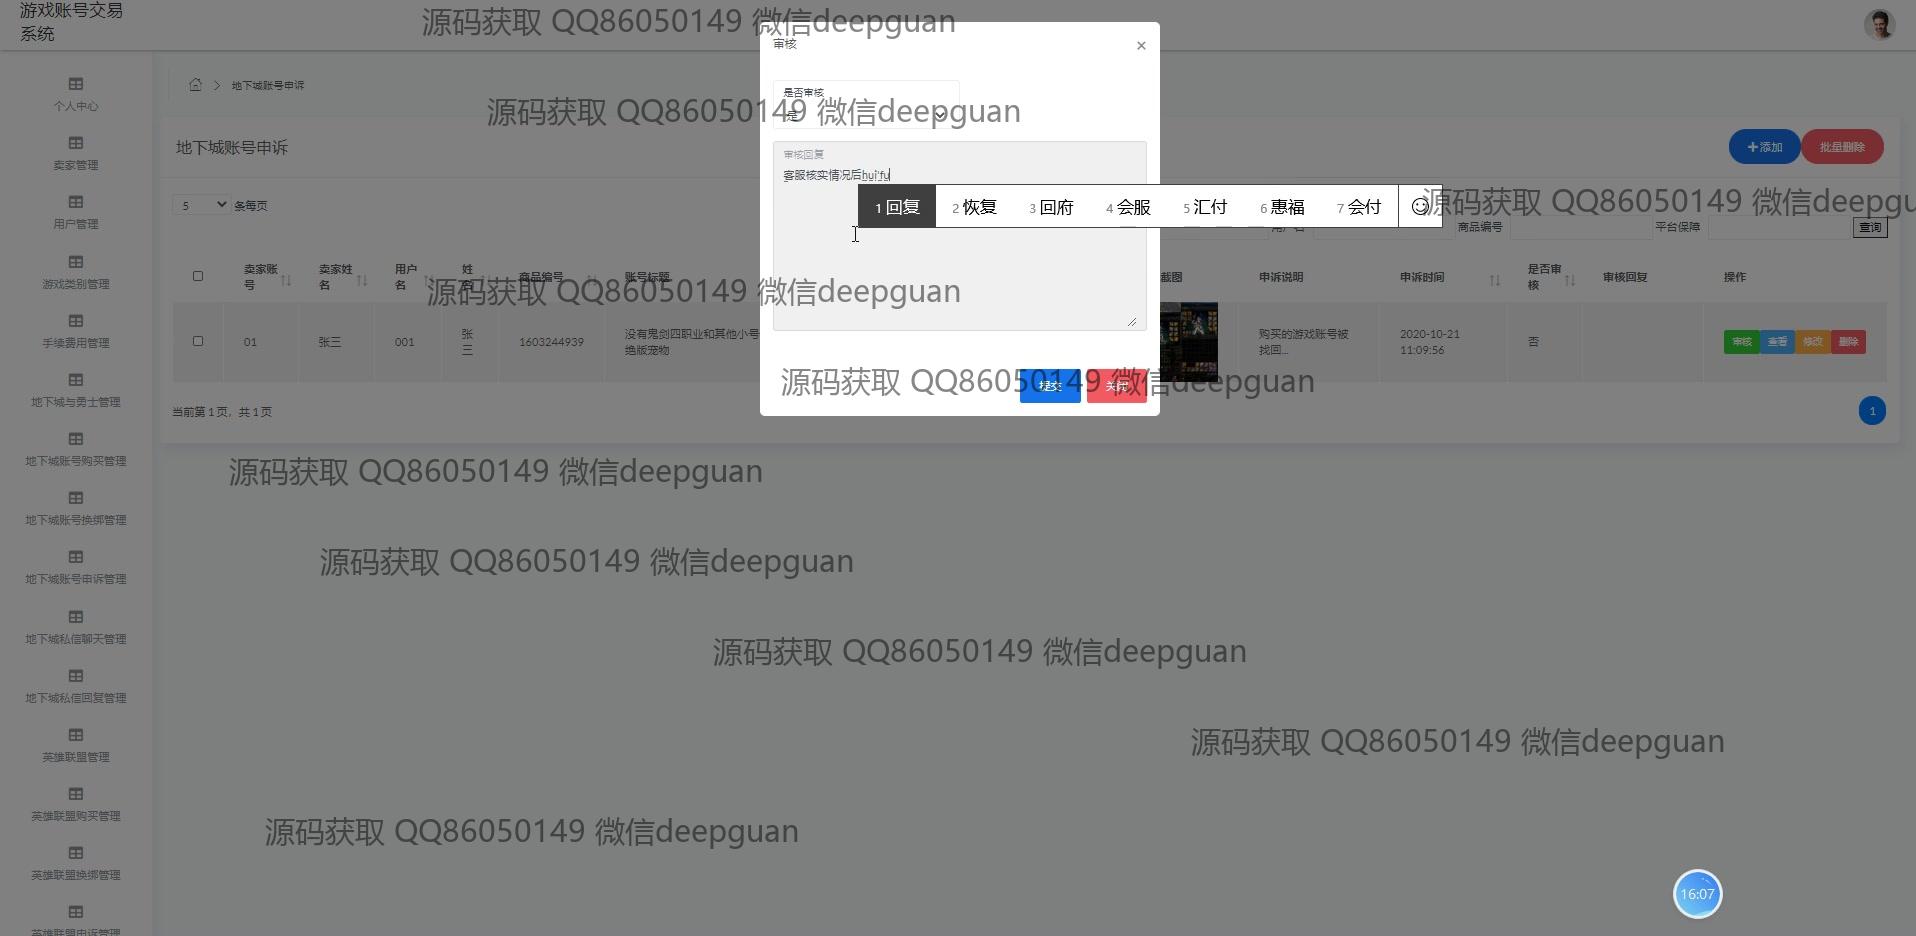 游戏账号交易
系统
源码获取 QQ86050149 微信deepguan
审核
×
个人中心
地下城账号申诉
是否审核
是
源码获取 QQ86050149 微信deepguan
卖家管理
地下城账号申诉
+添加
批量删除
审核回复
客服核实情况后hui'fu
1 回复 2 恢复 3 回府 4 会服 5 汇付 6 惠福 7 会付
5 条每页
源码获取 QQ86050149 微信deepgu
用户管理
用户名
商品编号
平台保障
查询
游戏类别管理
卖家账号
卖家姓名
用户名
姓名
商品编号
账号标题
截图
申诉说明
申诉时间
是否审核
审核回复
操作
源码获取 QQ86050149 微信deepguan
手续费用管理
01
张三
001
张三
1603244939
没有鬼剑四职业和其他小号
绝版宠物
购买的游戏账号被
找回...
2020-10-21
11:09:56
否
审核 查看 修改 删除
源码获取 QQ86050149 微信deepguan
提交
关闭
地下城与勇士管理
当前第 1 页，共 1 页
1
地下城账号购买管理
源码获取 QQ86050149 微信deepguan
地下城账号换绑管理
源码获取 QQ86050149 微信deepguan
地下城账号申诉管理
地下城私信聊天管理
源码获取 QQ86050149 微信deepguan
地下城私信回复管理
英雄联盟管理
源码获取 QQ86050149 微信deepguan
英雄联盟购买管理
源码获取 QQ86050149 微信deepguan
英雄联盟换绑管理
16:07
英雄联盟申诉管理